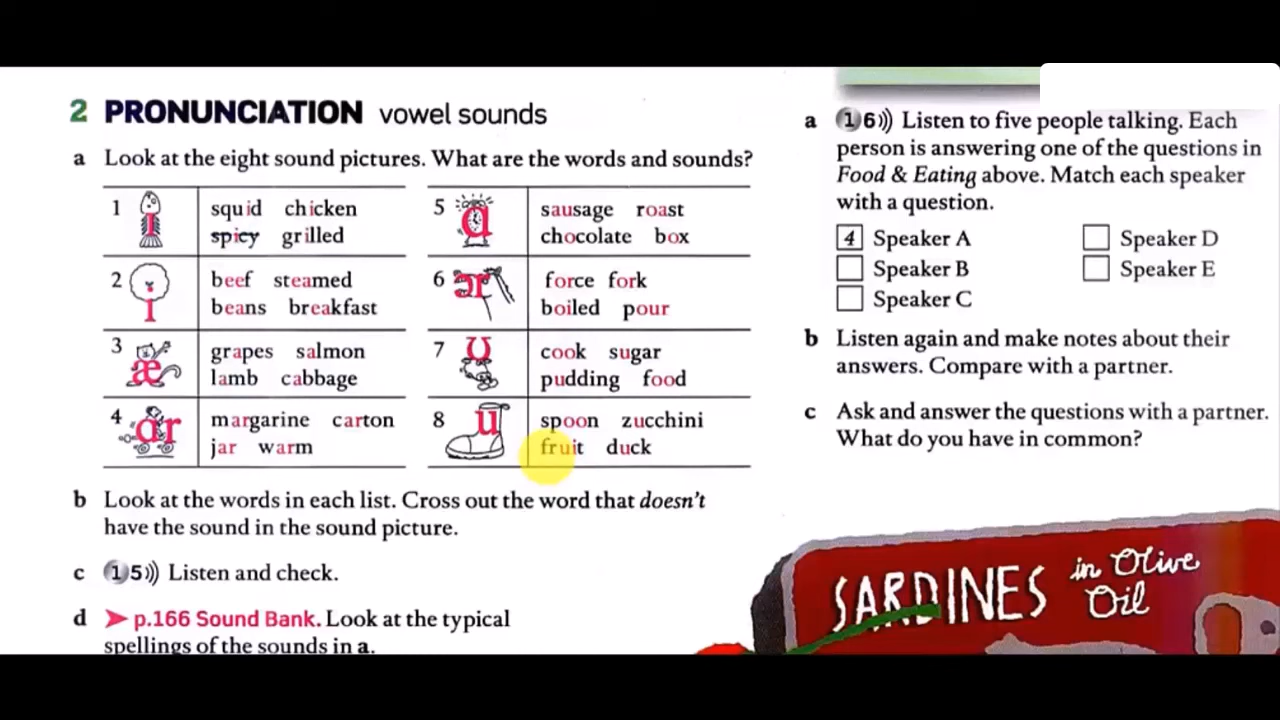 2 PRONUNCIATION vowel sounds
a Look at the eight sound pictures. What are the words and sounds?
1 ɪ squid chicken
spicy grilled
2 i beef steamed
beans breakfast
3 æ grapes salmon
lamb cabbage
4 ɑr margarine carton
jar warm
5 ɑ sausage roast
chocolate box
6 ɔr force fork
boiled pour
7 ʊ cook sugar
pudding food
8 u spoon zucchini
fruit duck
b Look at the words in each list. Cross out the word that doesn't
have the sound in the sound picture.
c 1 5))) Listen and check.
d p.166 Sound Bank. Look at the typical
spellings of the sounds in a.
a 1 6))) Listen to five people talking. Each
person is answering one of the questions in
Food & Eating above. Match each speaker
with a question.
4 Speaker A
Speaker B
Speaker C
Speaker D
Speaker E
b Listen again and make notes about their
answers. Compare with a partner.
c Ask and answer the questions with a partner.
What do you have in common?
SARDINES in Olive
Oil